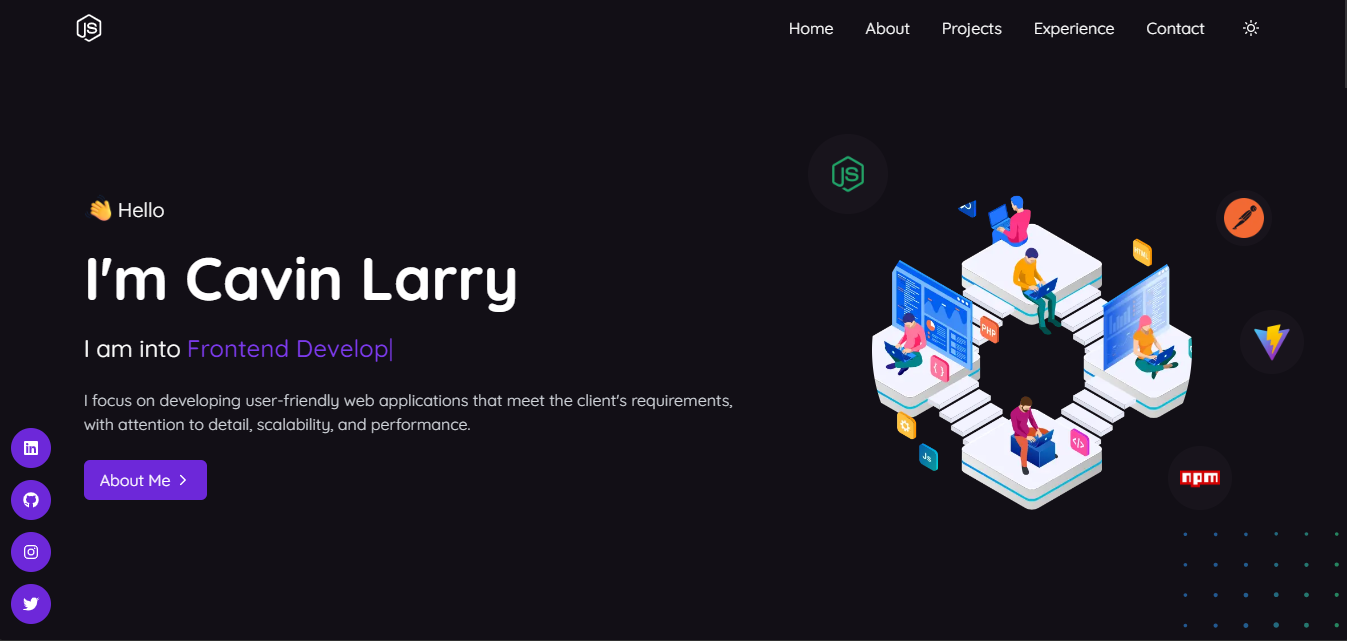 JS
Home About Projects Experience Contact
JS
👋 Hello
I'm Cavin Larry
I am into Frontend Develop|
I focus on developing user-friendly web applications that meet the client's requirements,
with attention to detail, scalability, and performance.
About Me >
HTML
PHP
{ }
</>
JS
npm